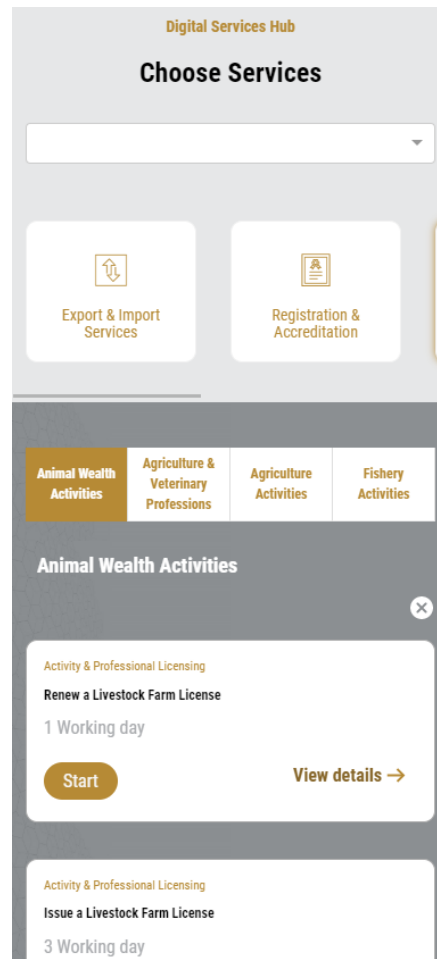 Digital Services Hub
Choose Services
Export & Import
Services
Registration &
Accreditation
Animal Wealth
Activities
Agriculture &
Veterinary
Professions
Agriculture
Activities
Fishery
Activities
Animal Wealth Activities
Activity & Professional Licensing
Renew a Livestock Farm License
1 Working day
Start
View details →
Activity & Professional Licensing
Issue a Livestock Farm License
3 Working day